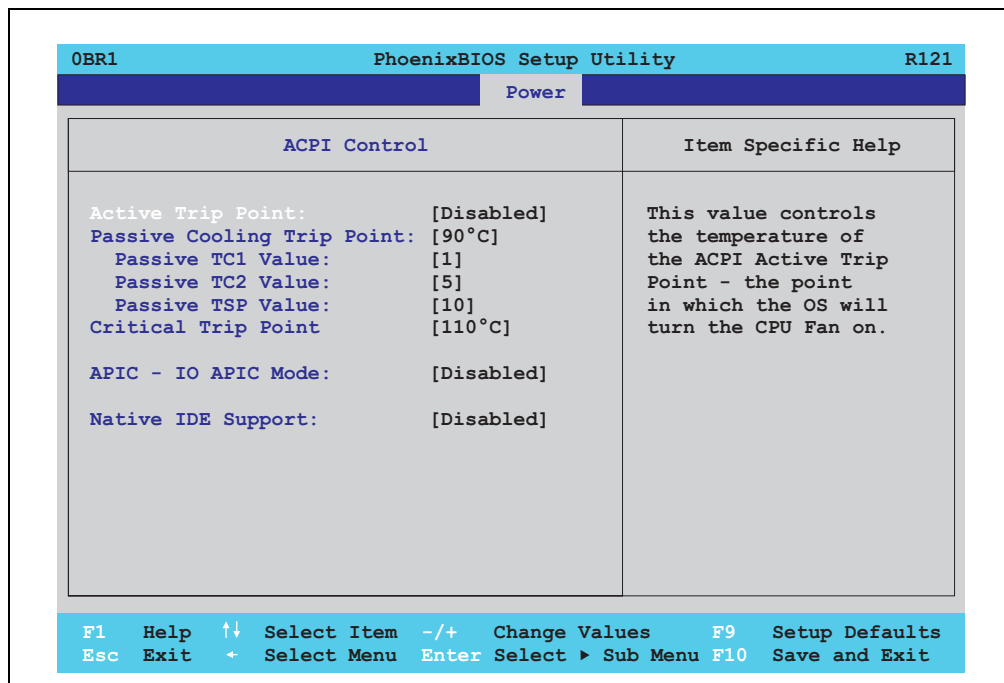 0BR1 PhoenixBIOS Setup Utility R121
Power
ACPI Control
Item Specific Help
Active Trip Point: [Disabled]
Passive Cooling Trip Point: [90°C]
Passive TC1 Value: [1]
Passive TC2 Value: [5]
Passive TSP Value: [10]
Critical Trip Point [110°C]
APIC - IO APIC Mode: [Disabled]
Native IDE Support: [Disabled]
This value controls
the temperature of
the ACPI Active Trip
Point - the point
in which the OS will
turn the CPU Fan on.
F1 Help ↑↓ Select Item -/+ Change Values F9 Setup Defaults
Esc Exit ← Select Menu Enter Select ▶ Sub Menu F10 Save and Exit